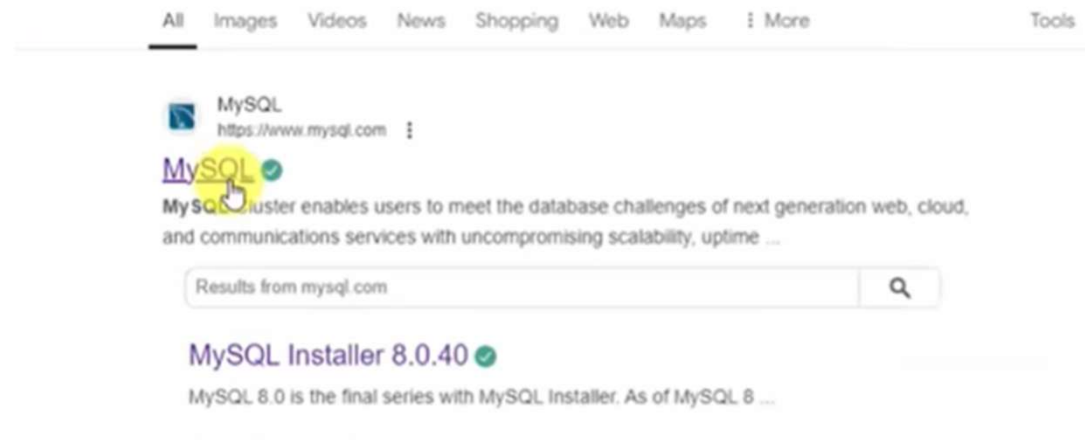 All Images Videos News Shopping Web Maps ⋮ More Tools
MySQL
https://www.mysql.com ⋮
MySQL
MySQL Cluster enables users to meet the database challenges of next generation web, cloud,
and communications services with uncompromising scalability, uptime ...
Results from mysql.com
MySQL Installer 8.0.40
MySQL 8.0 is the final series with MySQL Installer. As of MySQL 8 ...